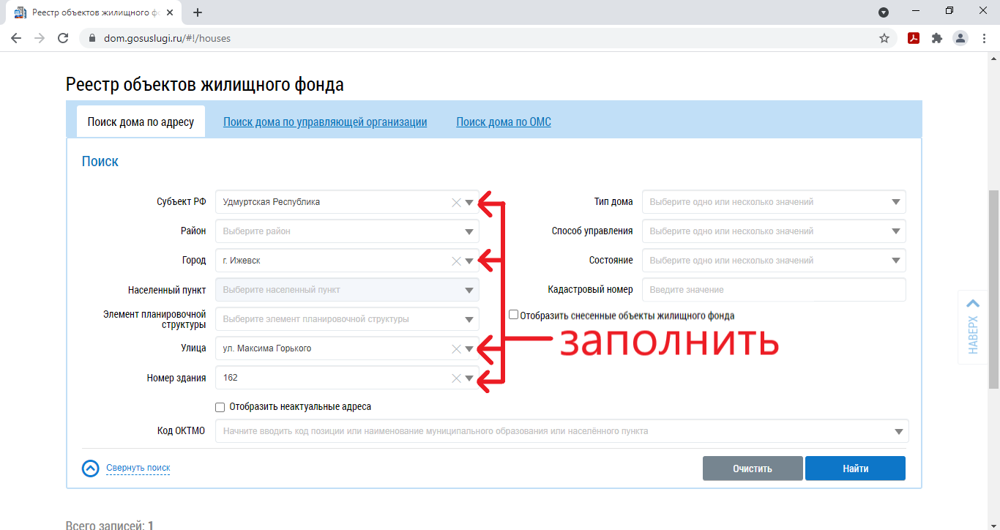 Реестр объектов жилищного фо
dom.gosuslugi.ru/#!/houses
Реестр объектов жилищного фонда
Поиск дома по адресу
Поиск дома по управляющей организации
Поиск дома по ОМС
Поиск
Субъект РФ Удмуртская Республика
Тип дома Выберите одно или несколько значений
Район Выберите район
Способ управления Выберите одно или несколько значений
Город г. Ижевск
Состояние Выберите одно или несколько значений
Населенный пункт Выберите населенный пункт
Кадастровый номер Введите значение
Элемент планировочной
структуры
Выберите элемент планировочной структуры
Отобразить снесенные объекты жилищного фонда
Улица ул. Максима Горького
заполнить
НАВЕРХ
Номер здания 162
Отобразить неактуальные адреса
Код ОКТМО Начните вводить код позиции или наименование муниципального образования или населённого пункта
Свернуть поиск
Очистить
Найти
Всего записей: 1